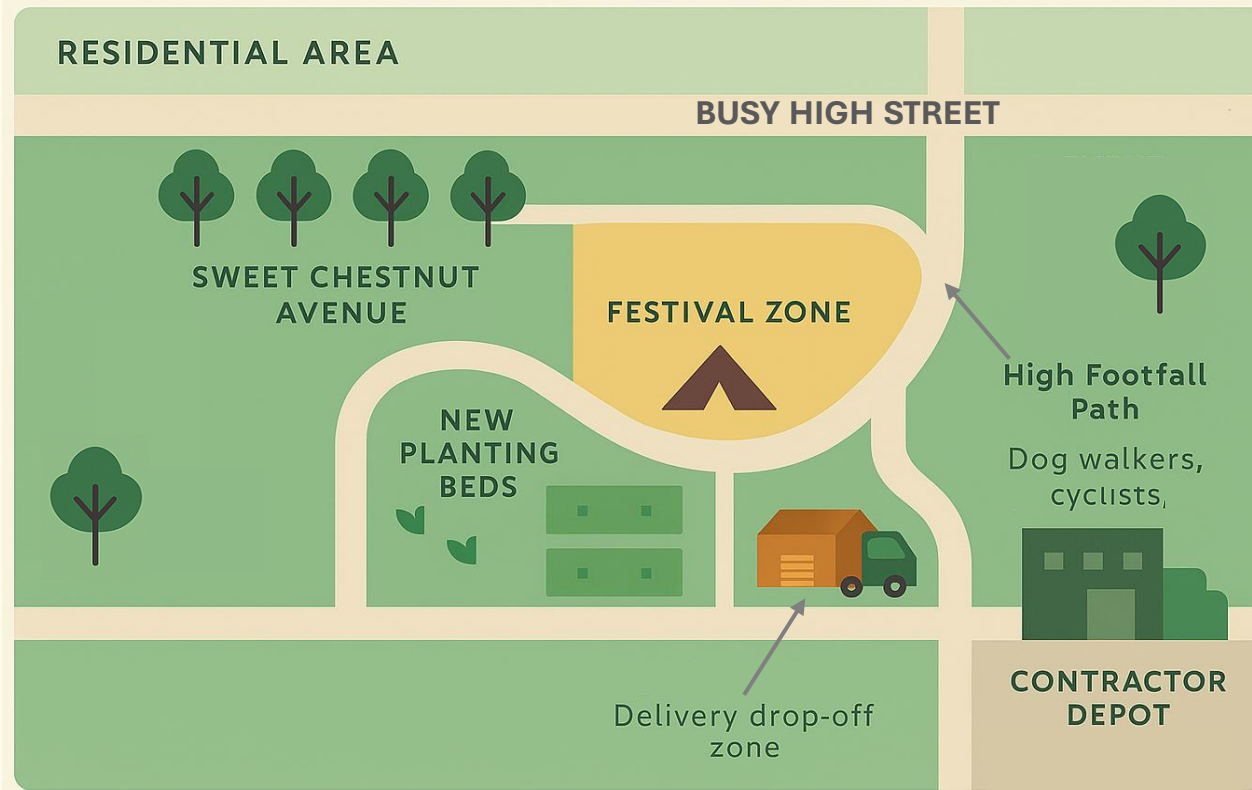 RESIDENTIAL AREA
BUSY HIGH STREET
SWEET CHESTNUT
AVENUE
FESTIVAL ZONE
High Footfall
Path
Dog walkers,
cyclists,
NEW
PLANTING
BEDS
Delivery drop-off
zone
CONTRACTOR
DEPOT